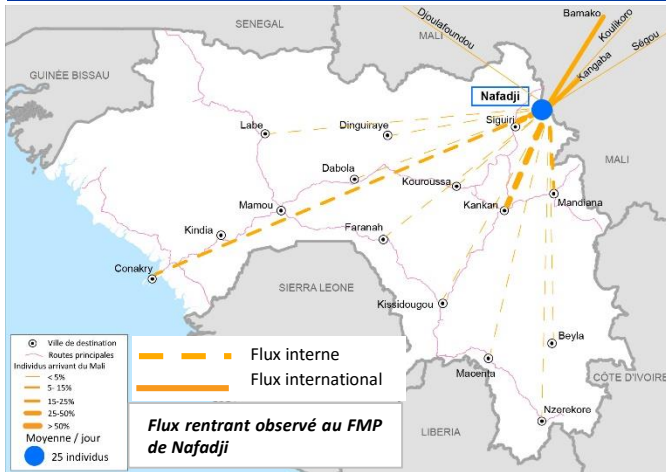 SENEGAL
MALI
Djoulafoundou
Bamako
Koulikoro
Ségou
Kangaba
GUINÉE BISSAU
Nafadji
Labe
Dinguiraye
Siguiri
MALI
Dabola
Kouroussa
Mamou
Kankan
Mandiana
Kindia
Faranah
Conakry
SIERRA LEONE
Kissidougou
Beyla
Macenta
CÔTE D'IVOIRE
Nzerekore
LIBERIA
Ville de destination
Routes principales
Individus arrivant du Mali
< 5%
5- 15%
15-25%
25-50%
> 50%
Moyenne / jour
25 individus
Flux interne
Flux international
Flux rentrant observé au FMP
de Nafadji